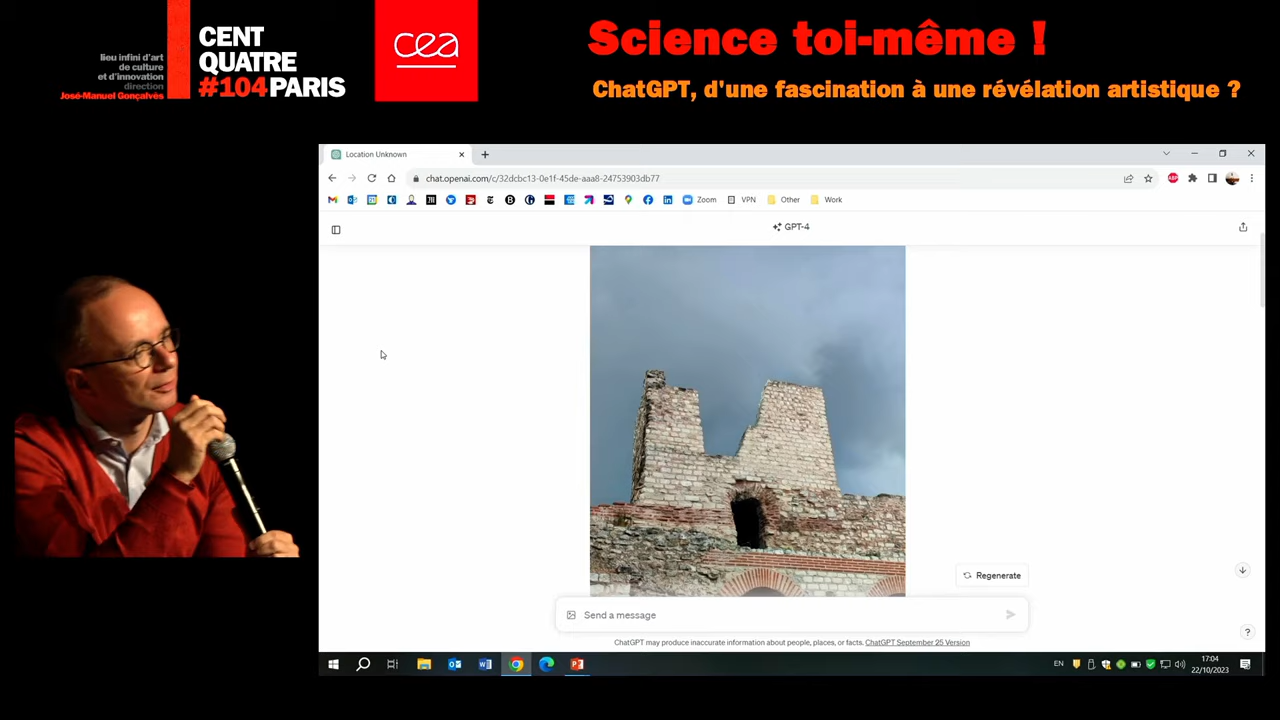 lieu infini d'art
de culture
et d'innovation
direction
José-Manuel Gonçalvès
CENT
QUATRE
#104PARIS
cea
Science toi-même !
ChatGPT, d'une fascination à une révélation artistique ?
Location Unknown
chat.openai.com/c/32dcbc13-0e1f-45de-aaa8-24753903db77
Zoom VPN Other Work
GPT-4
Regenerate
Send a message
ChatGPT may produce inaccurate information about people, places, or facts. ChatGPT September 25 Version
EN
17:04
22/10/2023